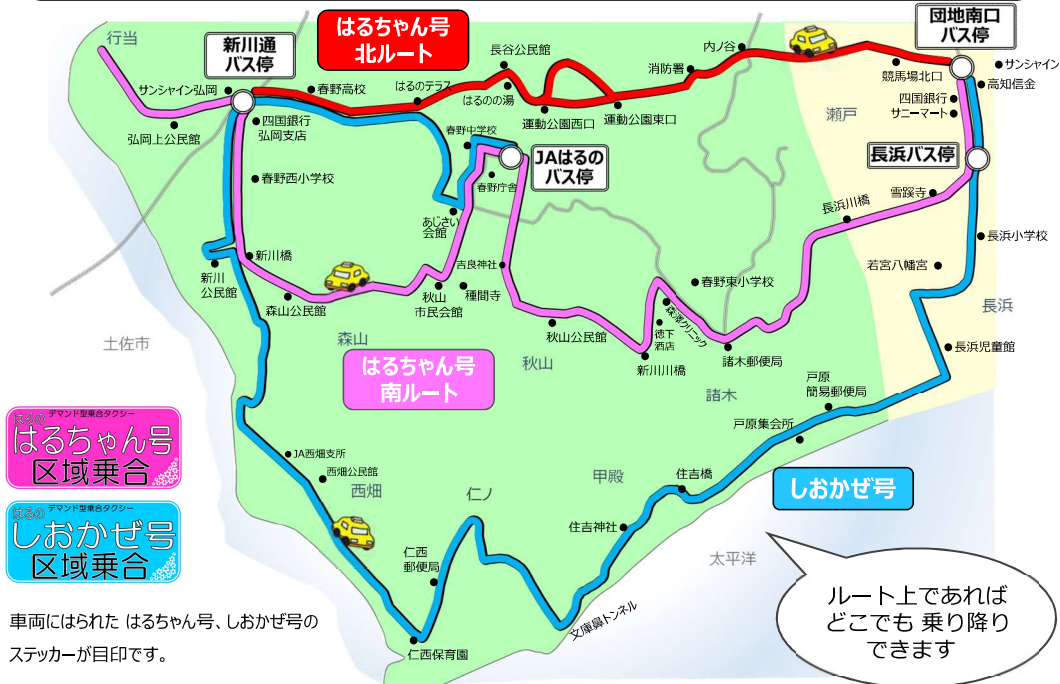 はるちゃん号
北ルート
団地南口
バス停
行当
新川通
バス停
長谷公民館
内ノ谷
消防署
サンシャイン
競馬場北口
高知信金
サンシャイン弘岡
春野高校
はるのテラス
はるのの湯
運動公園西口
運動公園東口
四国銀行
サニーマート
瀬戸
弘岡上公民館
四国銀行
弘岡支店
春野中学校
JAはるの
バス停
長浜バス停
春野西小学校
春野庁舎
雪蹊寺
あじさい
会館
長浜川橋
長浜小学校
新川橋
新川
公民館
吉良神社
若宮八幡宮
森山公民館
秋山
市民会館
種間寺
春野東小学校
長浜
土佐市
森山
秋山公民館
森澤クリニック
徳下
酒店
新川川橋
諸木郵便局
秋山
長浜児童館
はるちゃん号
南ルート
諸木
戸原
簡易郵便局
戸原集会所
デマンド型乗合タクシー
はるの
はるちゃん号
区域乗合
JA西畑支所
西畑公民館
西畑
仁ノ
甲殿
住吉橋
しおかぜ号
デマンド型乗合タクシー
はるの
しおかぜ号
区域乗合
住吉神社
仁西
郵便局
太平洋
文庫鼻トンネル
仁西保育園
車両にはられた はるちゃん号、しおかぜ号の
ステッカーが目印です。
ルート上であれば
どこでも 乗り降り
できます